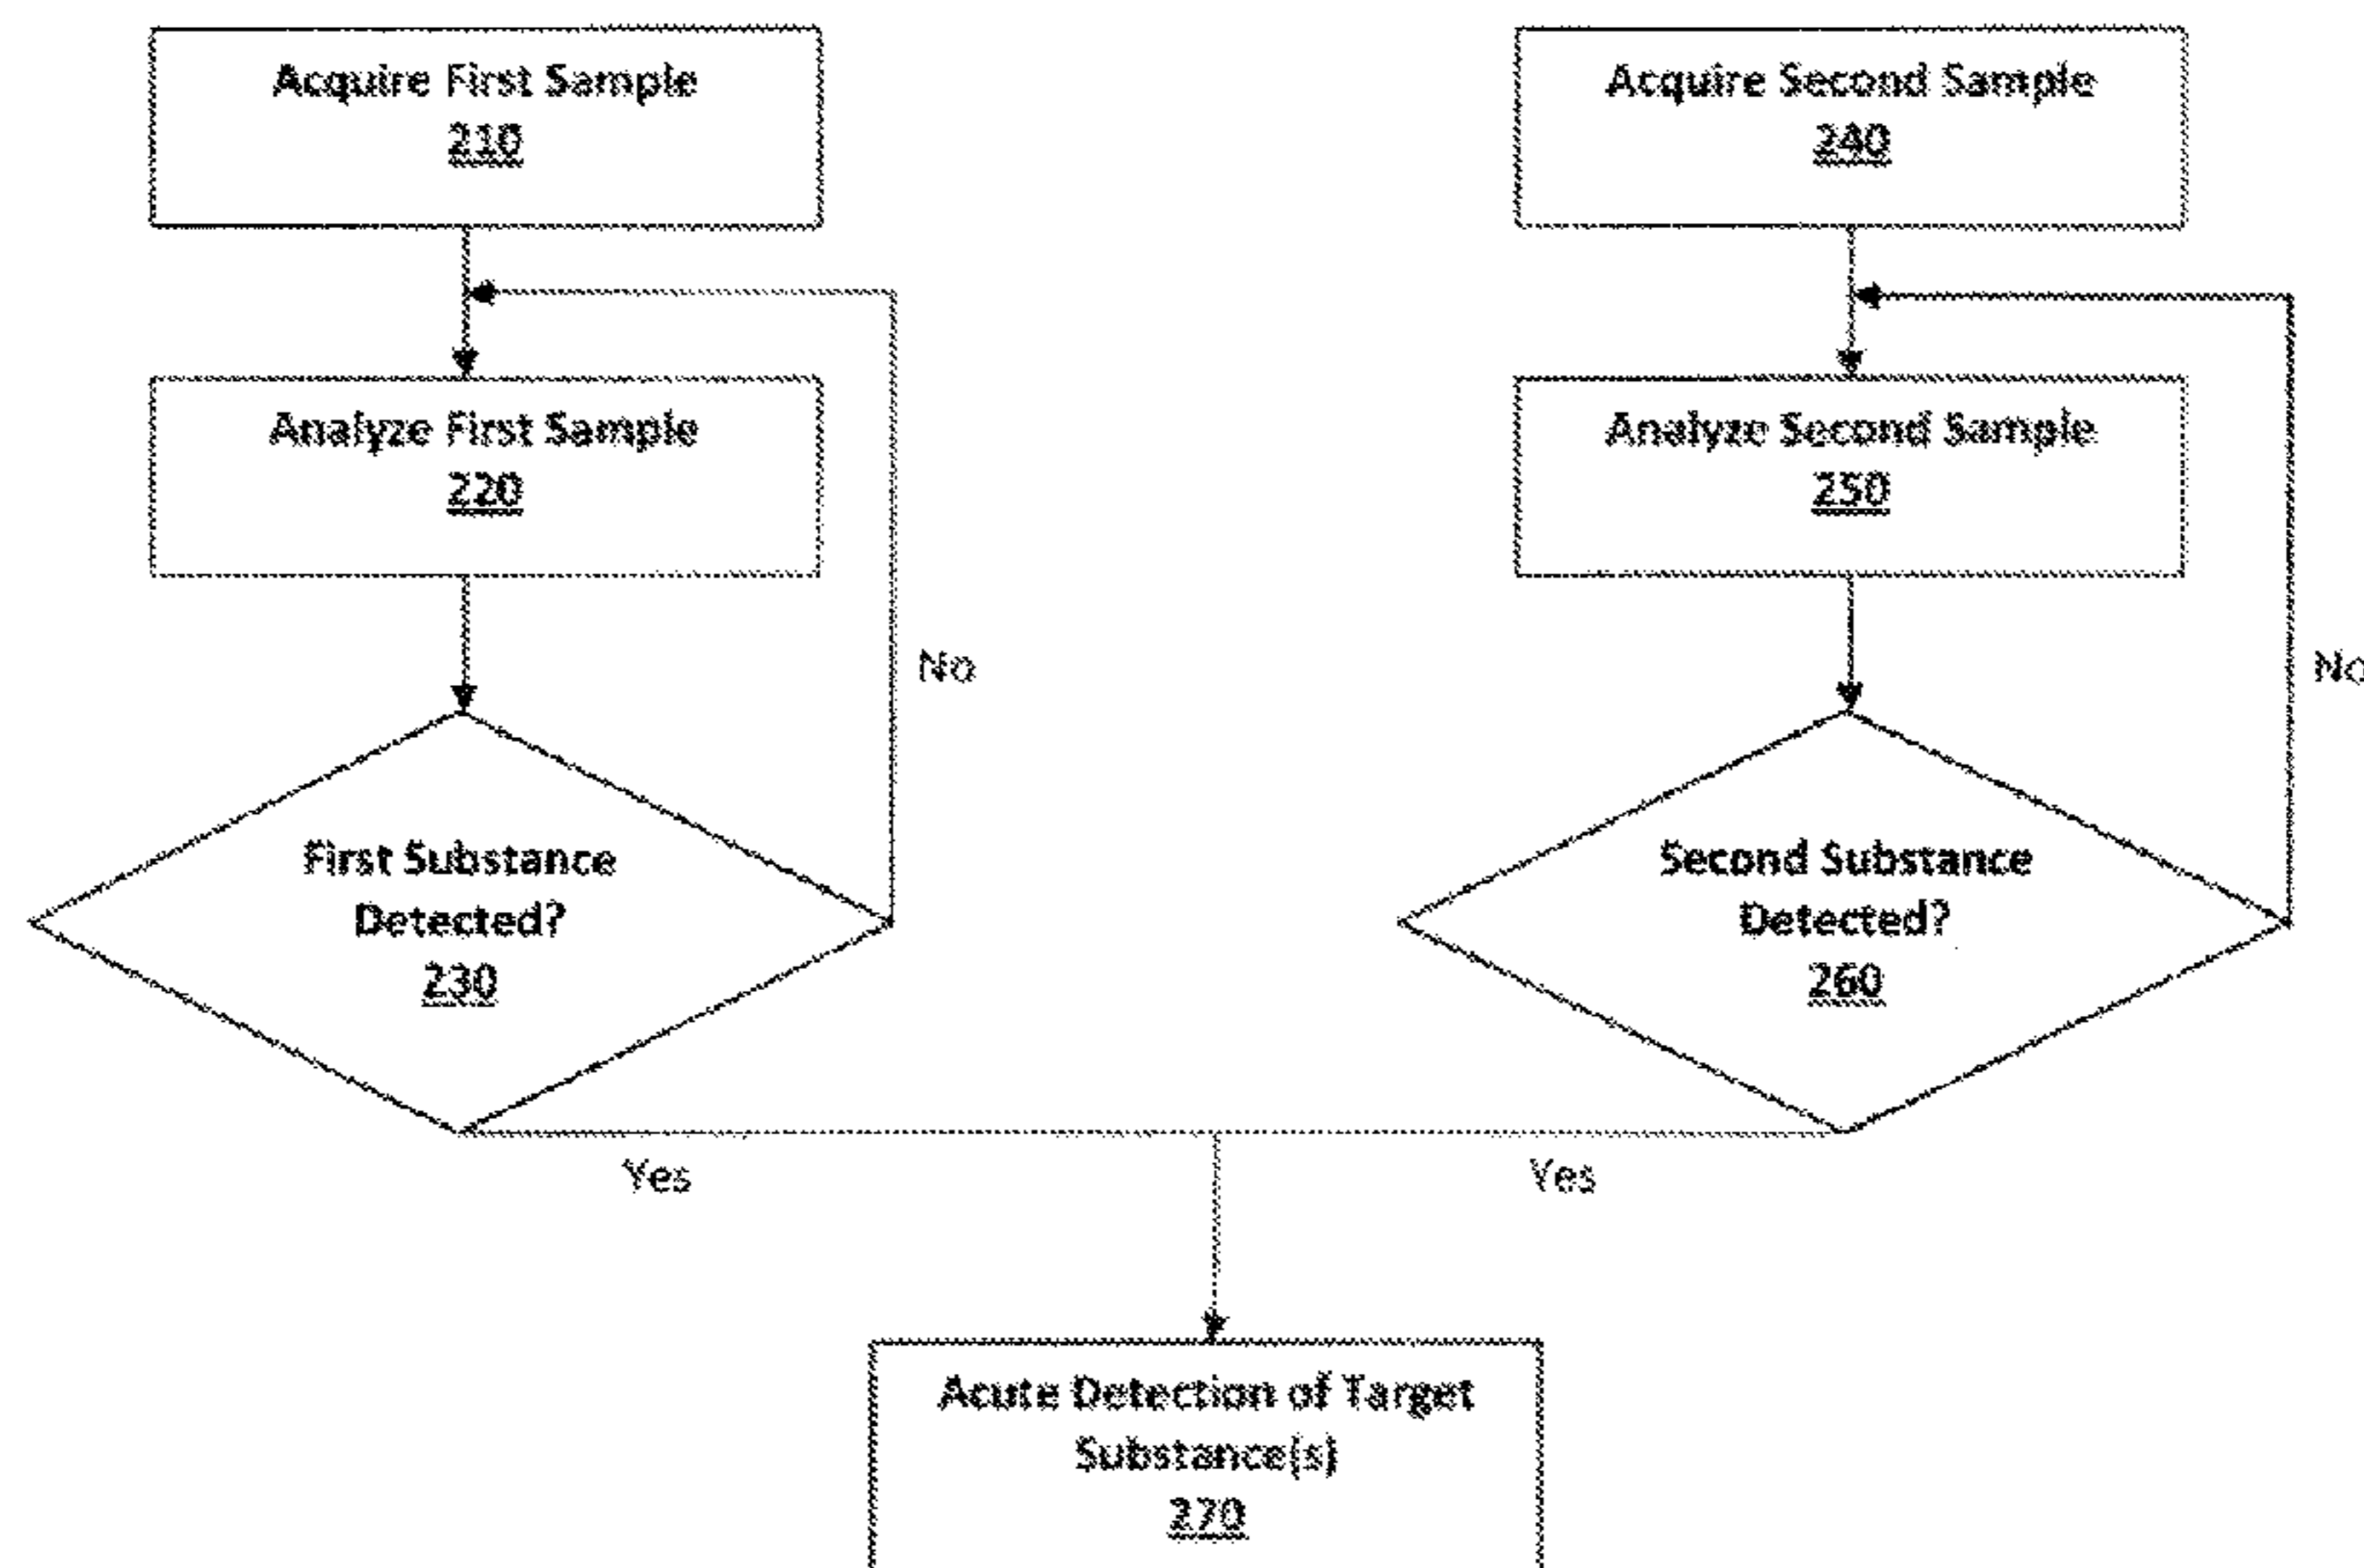 Acquire First Sample
210
Acquire Second Sample
240
Analyze First Sample
220
Analyze Second Sample
250
No
No
First Substance
Detected?
230
Second Substance
Detected?
260
Yes
Yes
Acute Detection of Target
Substance(s)
270